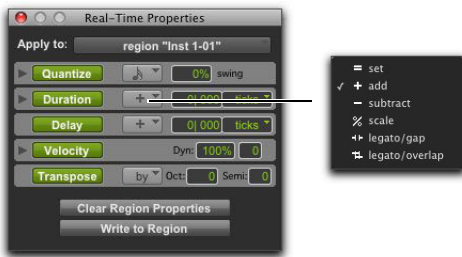 Real-Time Properties
Apply to: region "Inst 1-01"
Quantize 0% swing
Duration + 0| 000 ticks
Delay + 0| 000 ticks
Velocity Dyn: 100% 0
Transpose by Oct: 0 Semi: 0
Clear Region Properties
Write to Region
= set
✓ + add
− subtract
% scale
legato/gap
legato/overlap